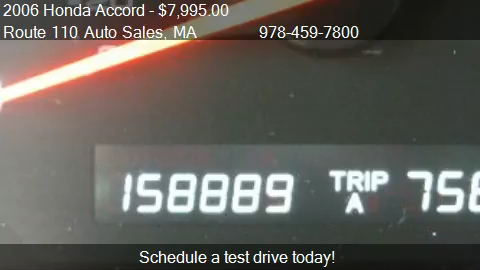 2006 Honda Accord - $7,995.00
Route 110 Auto Sales, MA 978-459-7800
158889 TRIP A 758
Schedule a test drive today!